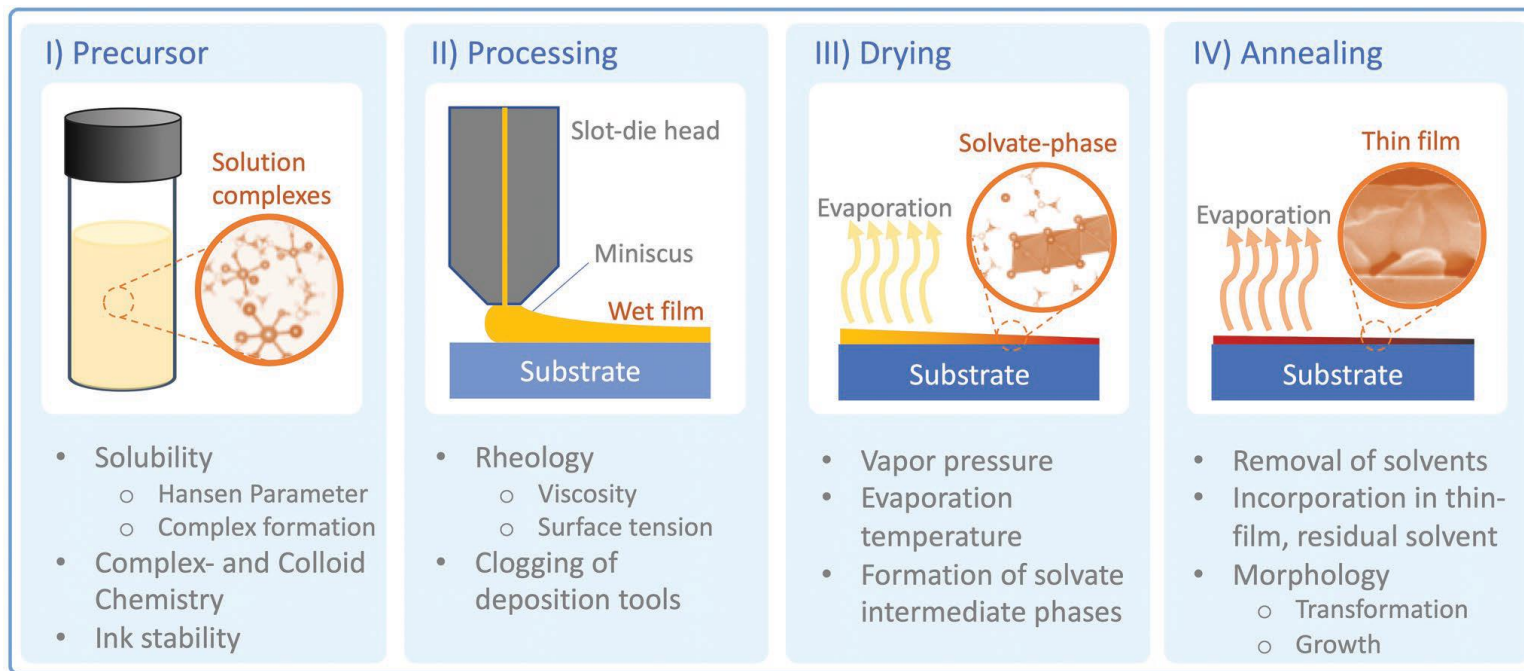 I) Precursor
Solution
complexes
• Solubility
o Hansen Parameter
o Complex formation
• Complex- and Colloid
Chemistry
• Ink stability
II) Processing
Slot-die head
Miniscus
Wet film
Substrate
• Rheology
o Viscosity
o Surface tension
• Clogging of
deposition tools
III) Drying
Solvate-phase
Evaporation
Substrate
• Vapor pressure
• Evaporation
temperature
• Formation of solvate
intermediate phases
IV) Annealing
Thin film
Evaporation
Substrate
• Removal of solvents
• Incorporation in thin-
film, residual solvent
• Morphology
o Transformation
o Growth